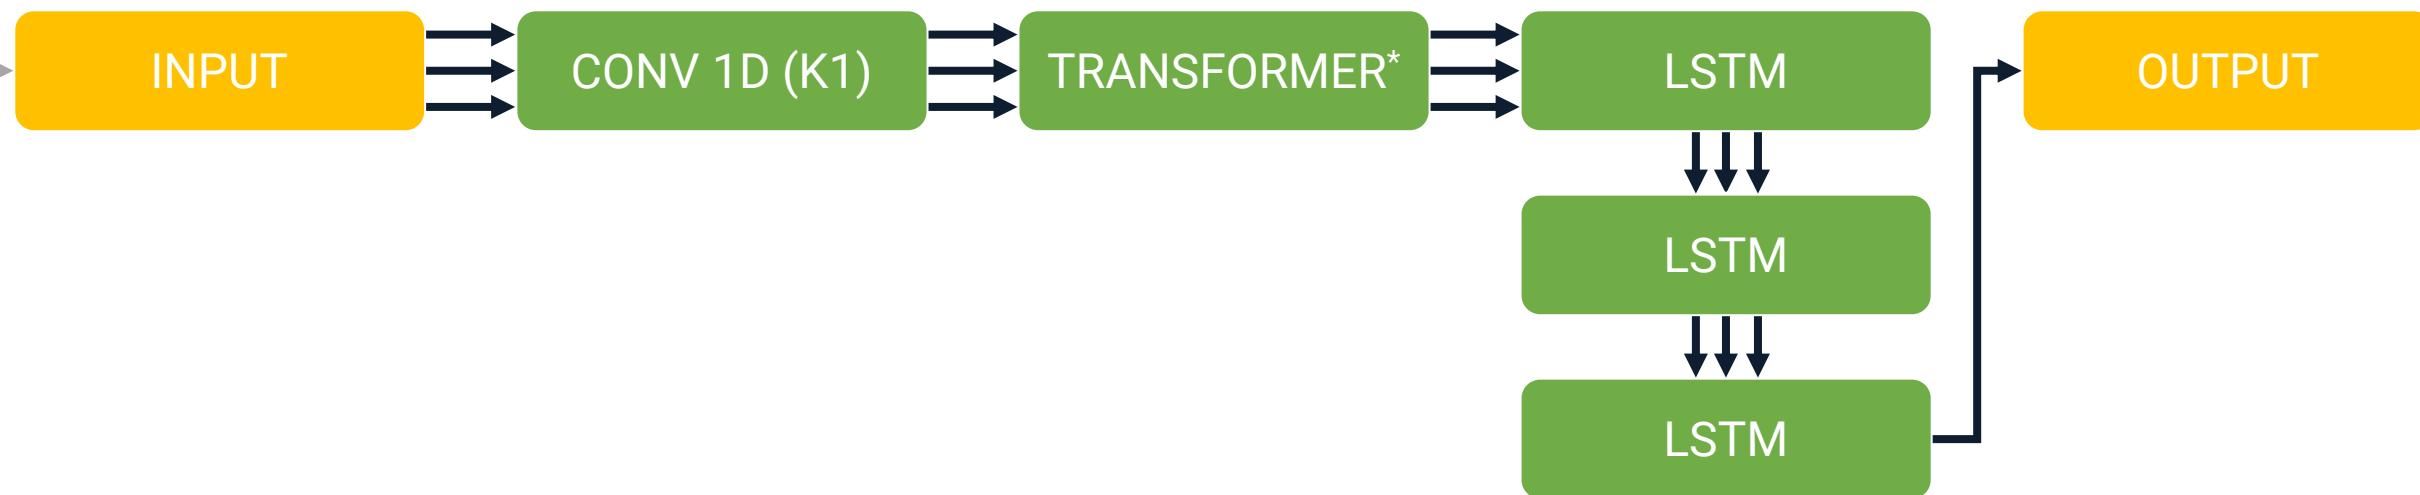 INPUT
CONV 1D (K1)
TRANSFORMER*
LSTM
OUTPUT
LSTM
LSTM